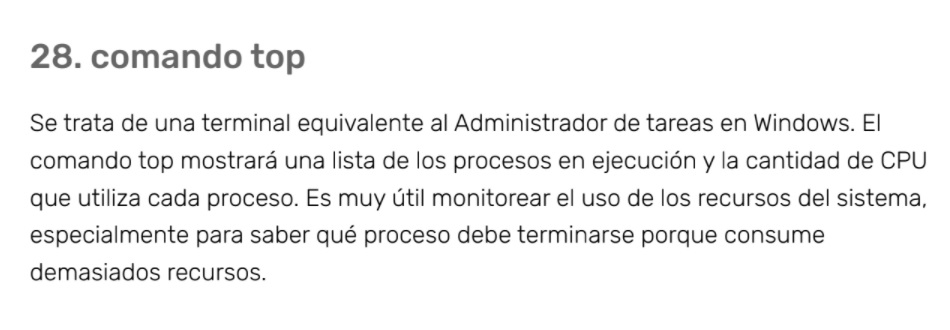 28. comando top
Se trata de una terminal equivalente al Administrador de tareas en Windows. El
comando top mostrará una lista de los procesos en ejecución y la cantidad de CPU
que utiliza cada proceso. Es muy útil monitorear el uso de los recursos del sistema,
especialmente para saber qué proceso debe terminarse porque consume
demasiados recursos.